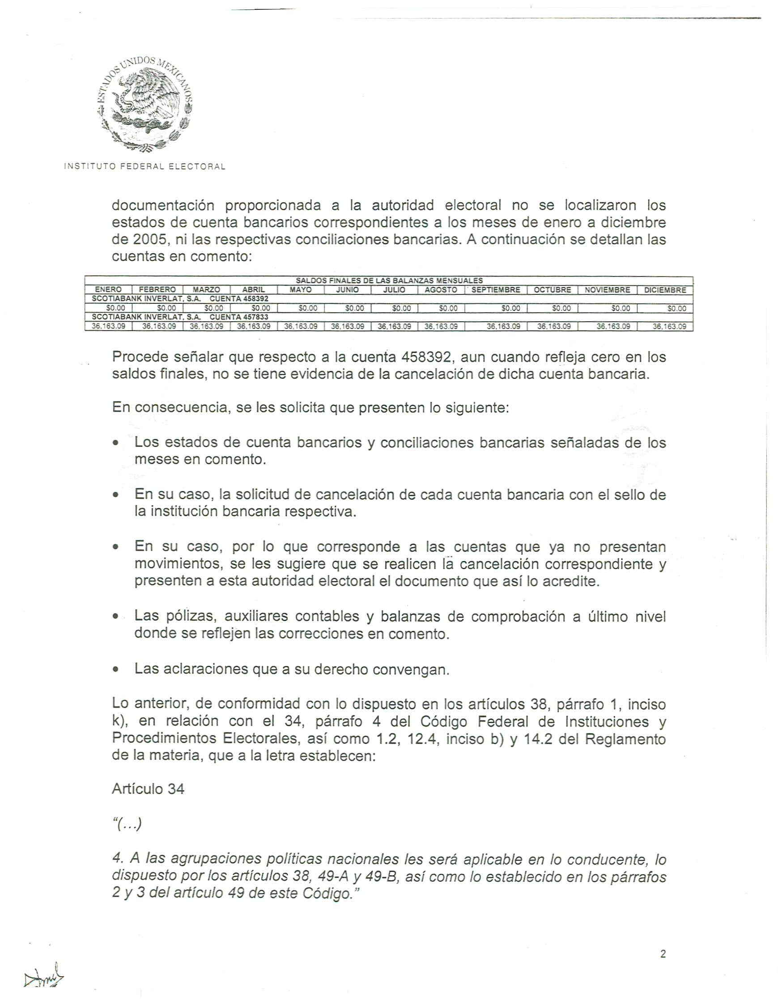 ESTADOS UNIDOS MEXICANOS
INSTITUTO FEDERAL ELECTORAL
documentación proporcionada a la autoridad electoral no se localizaron los
estados de cuenta bancarios correspondientes a los meses de enero a diciembre
de 2005, ni las respectivas conciliaciones bancarias. A continuación se detallan las
cuentas en comento:
SALDOS FINALES DE LAS BALANZAS MENSUALES
ENERO FEBRERO MARZO ABRIL MAYO JUNIO JULIO AGOSTO SEPTIEMBRE OCTUBRE NOVIEMBRE DICIEMBRE
SCOTIABANK INVERLAT, S.A. CUENTA 458392
$0.00 $0.00 $0.00 $0.00 $0.00 $0.00 $0.00 $0.00 $0.00 $0.00 $0.00 $0.00
SCOTIABANK INVERLAT, S.A. CUENTA 457833
36,163.09 36,163.09 36,163.09 36,163.09 36,163.09 36,163.09 36,163.09 36,163.09 36,163.09 36,163.09 36,163.09 36,163.09
Procede señalar que respecto a la cuenta 458392, aun cuando refleja cero en los
saldos finales, no se tiene evidencia de la cancelación de dicha cuenta bancaria.
En consecuencia, se les solicita que presenten lo siguiente:
• Los estados de cuenta bancarios y conciliaciones bancarias señaladas de los
meses en comento.
• En su caso, la solicitud de cancelación de cada cuenta bancaria con el sello de
la institución bancaria respectiva.
• En su caso, por lo que corresponde a las cuentas que ya no presentan
movimientos, se les sugiere que se realicen la cancelación correspondiente y
presenten a esta autoridad electoral el documento que así lo acredite.
• Las pólizas, auxiliares contables y balanzas de comprobación a último nivel
donde se reflejen las correcciones en comento.
• Las aclaraciones que a su derecho convengan.
Lo anterior, de conformidad con lo dispuesto en los artículos 38, párrafo 1, inciso
k), en relación con el 34, párrafo 4 del Código Federal de Instituciones y
Procedimientos Electorales, así como 1.2, 12.4, inciso b) y 14.2 del Reglamento
de la materia, que a la letra establecen:
Artículo 34
“(...)
4. A las agrupaciones políticas nacionales les será aplicable en lo conducente, lo
dispuesto por los artículos 38, 49-A y 49-B, así como lo establecido en los párrafos
2 y 3 del artículo 49 de este Código.”
2